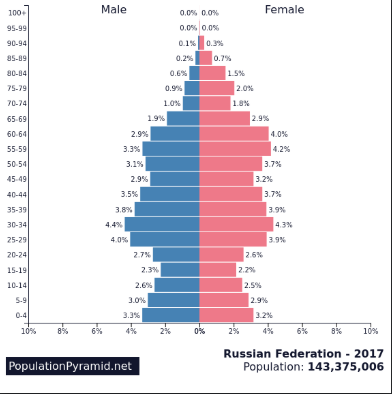 Male Female
100+ 0.0% 0.0%
95-99 0.0% 0.0%
90-94 0.1% 0.3%
85-89 0.2% 0.7%
80-84 0.6% 1.5%
75-79 0.9% 2.0%
70-74 1.0% 1.8%
65-69 1.9% 2.9%
60-64 2.9% 4.0%
55-59 3.3% 4.2%
50-54 3.1% 3.7%
45-49 2.9% 3.2%
40-44 3.5% 3.7%
35-39 3.8% 3.9%
30-34 4.4% 4.3%
25-29 4.0% 3.9%
20-24 2.7% 2.6%
15-19 2.3% 2.2%
10-14 2.6% 2.5%
5-9 3.0% 2.9%
0-4 3.3% 3.2%
10% 8% 6% 4% 2% 0% 2% 4% 6% 8% 10%
Russian Federation - 2017
PopulationPyramid.net Population: 143,375,006